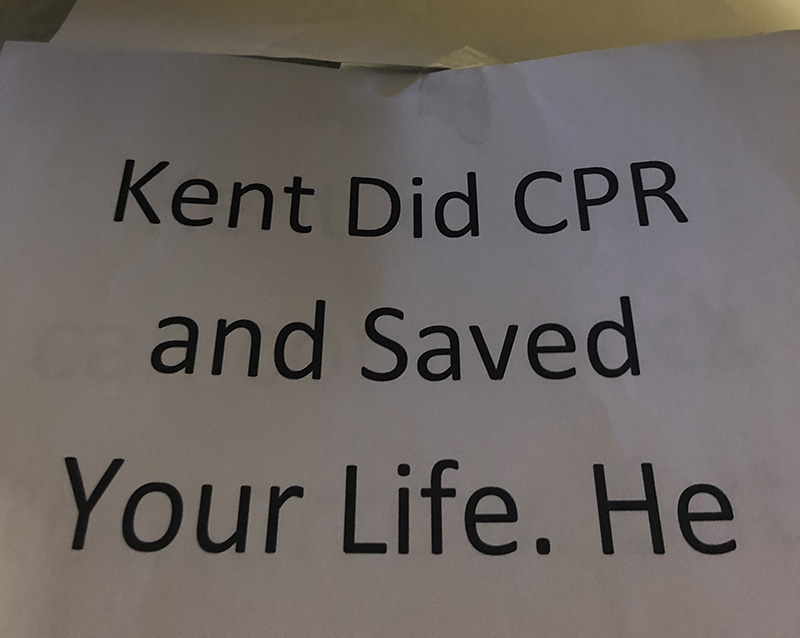 Kent Did CPR
and Saved
Your Life. He